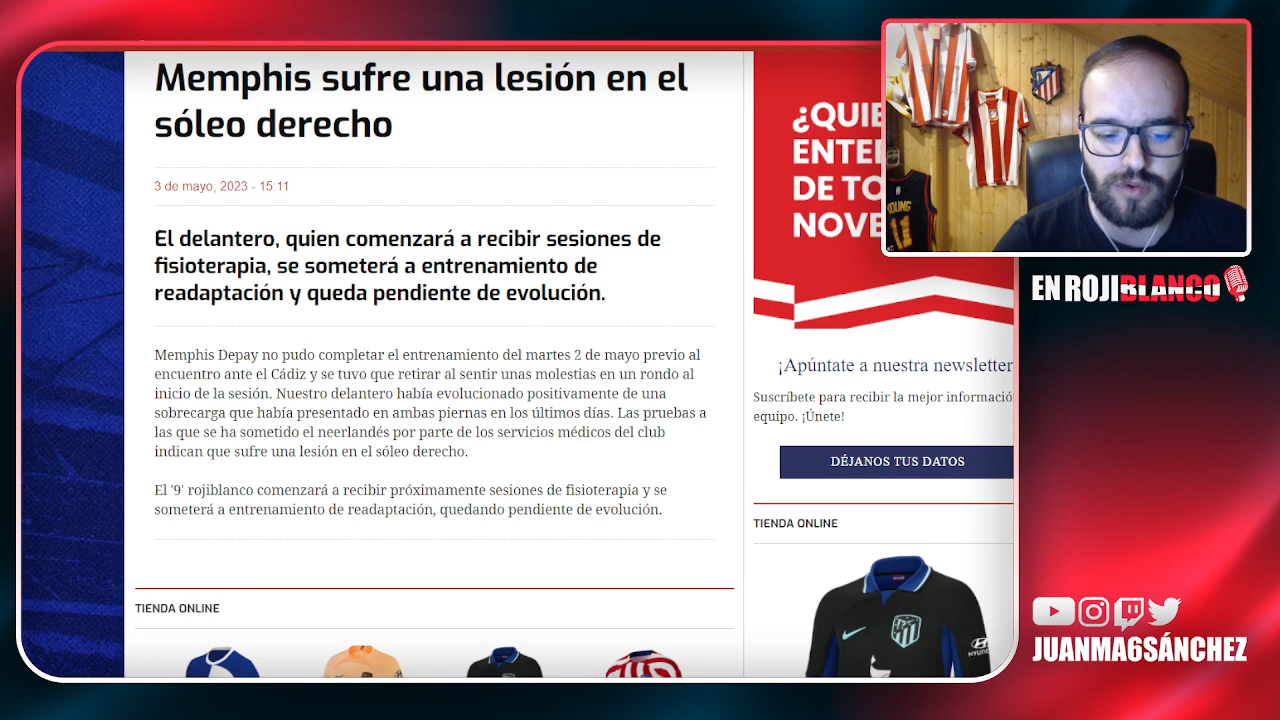 Memphis sufre una lesión en el
sóleo derecho
3 de mayo, 2023 - 15:11
El delantero, quien comenzará a recibir sesiones de
fisioterapia, se someterá a entrenamiento de
readaptación y queda pendiente de evolución.
Memphis Depay no pudo completar el entrenamiento del martes 2 de mayo previo al
encuentro ante el Cádiz y se tuvo que retirar al sentir unas molestias en un rondo al
inicio de la sesión. Nuestro delantero había evolucionado positivamente de una
sobrecarga que había presentado en ambas piernas en los últimos días. Las pruebas a
las que se ha sometido el neerlandés por parte de los servicios médicos del club
indican que sufre una lesión en el sóleo derecho.
El '9' rojiblanco comenzará a recibir próximamente sesiones de fisioterapia y se
someterá a entrenamiento de readaptación, quedando pendiente de evolución.
TIENDA ONLINE
¿QUIE
ENTE
DE TO
NOVE
¡Apúntate a nuestra newsletter
Suscríbete para recibir la mejor informació
equipo. ¡Únete!
DÉJANOS TUS DATOS
TIENDA ONLINE
HYUNDAI
YOUNG
11
EN ROJIBLANCO
JUANMA6SÁNCHEZ